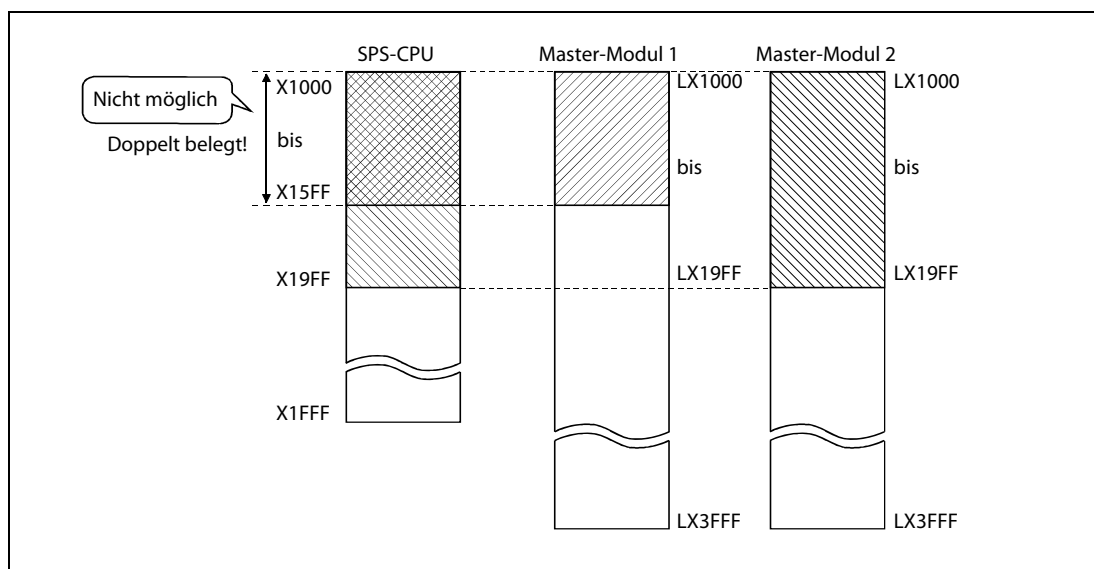 SPS-CPU
Master-Modul 1
Master-Modul 2
X1000
LX1000
LX1000
Nicht möglich
Doppelt belegt!
bis
bis
bis
X15FF
X19FF
LX19FF
LX19FF
X1FFF
LX3FFF
LX3FFF